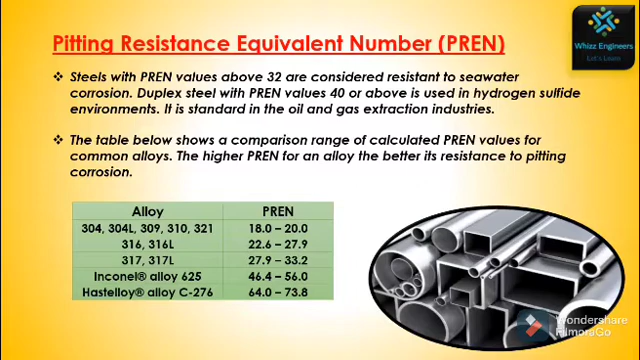 Pitting Resistance Equivalent Number (PREN)
Whizz Engineers
Let's Learn
❖ Steels with PREN values above 32 are considered resistant to seawater
corrosion. Duplex steel with PREN values 40 or above is used in hydrogen sulfide
environments. It is standard in the oil and gas extraction industries.
❖ The table below shows a comparison range of calculated PREN values for
common alloys. The higher PREN for an alloy the better its resistance to pitting
corrosion.
Alloy PREN
304, 304L, 309, 310, 321 18.0 – 20.0
316, 316L 22.6 – 27.9
317, 317L 27.9 – 33.2
Inconel® alloy 625 46.4 – 56.0
Hastelloy® alloy C-276 64.0 – 73.8
Wondershare
FilmoraGo